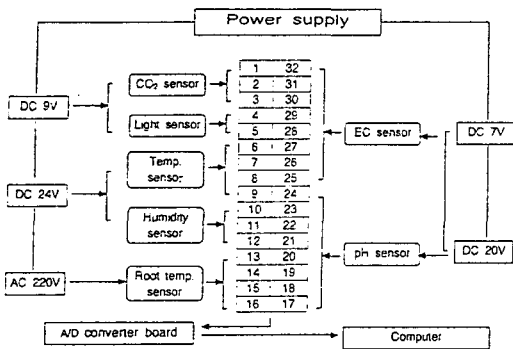 Power supply
DC 9V
DC 24V
AC 220V
CC₂ sensor
Light sensor
Temp.
sensor
Humidity
sensor
Root temp.
sensor
1 32
2 31
3 30
4 29
5 28
6 27
7 26
8 25
9 24
10 23
11 22
12 21
13 20
14 19
15 18
16 17
EC sensor
pH sensor
DC 7V
DC 20V
A/D converter board
Computer